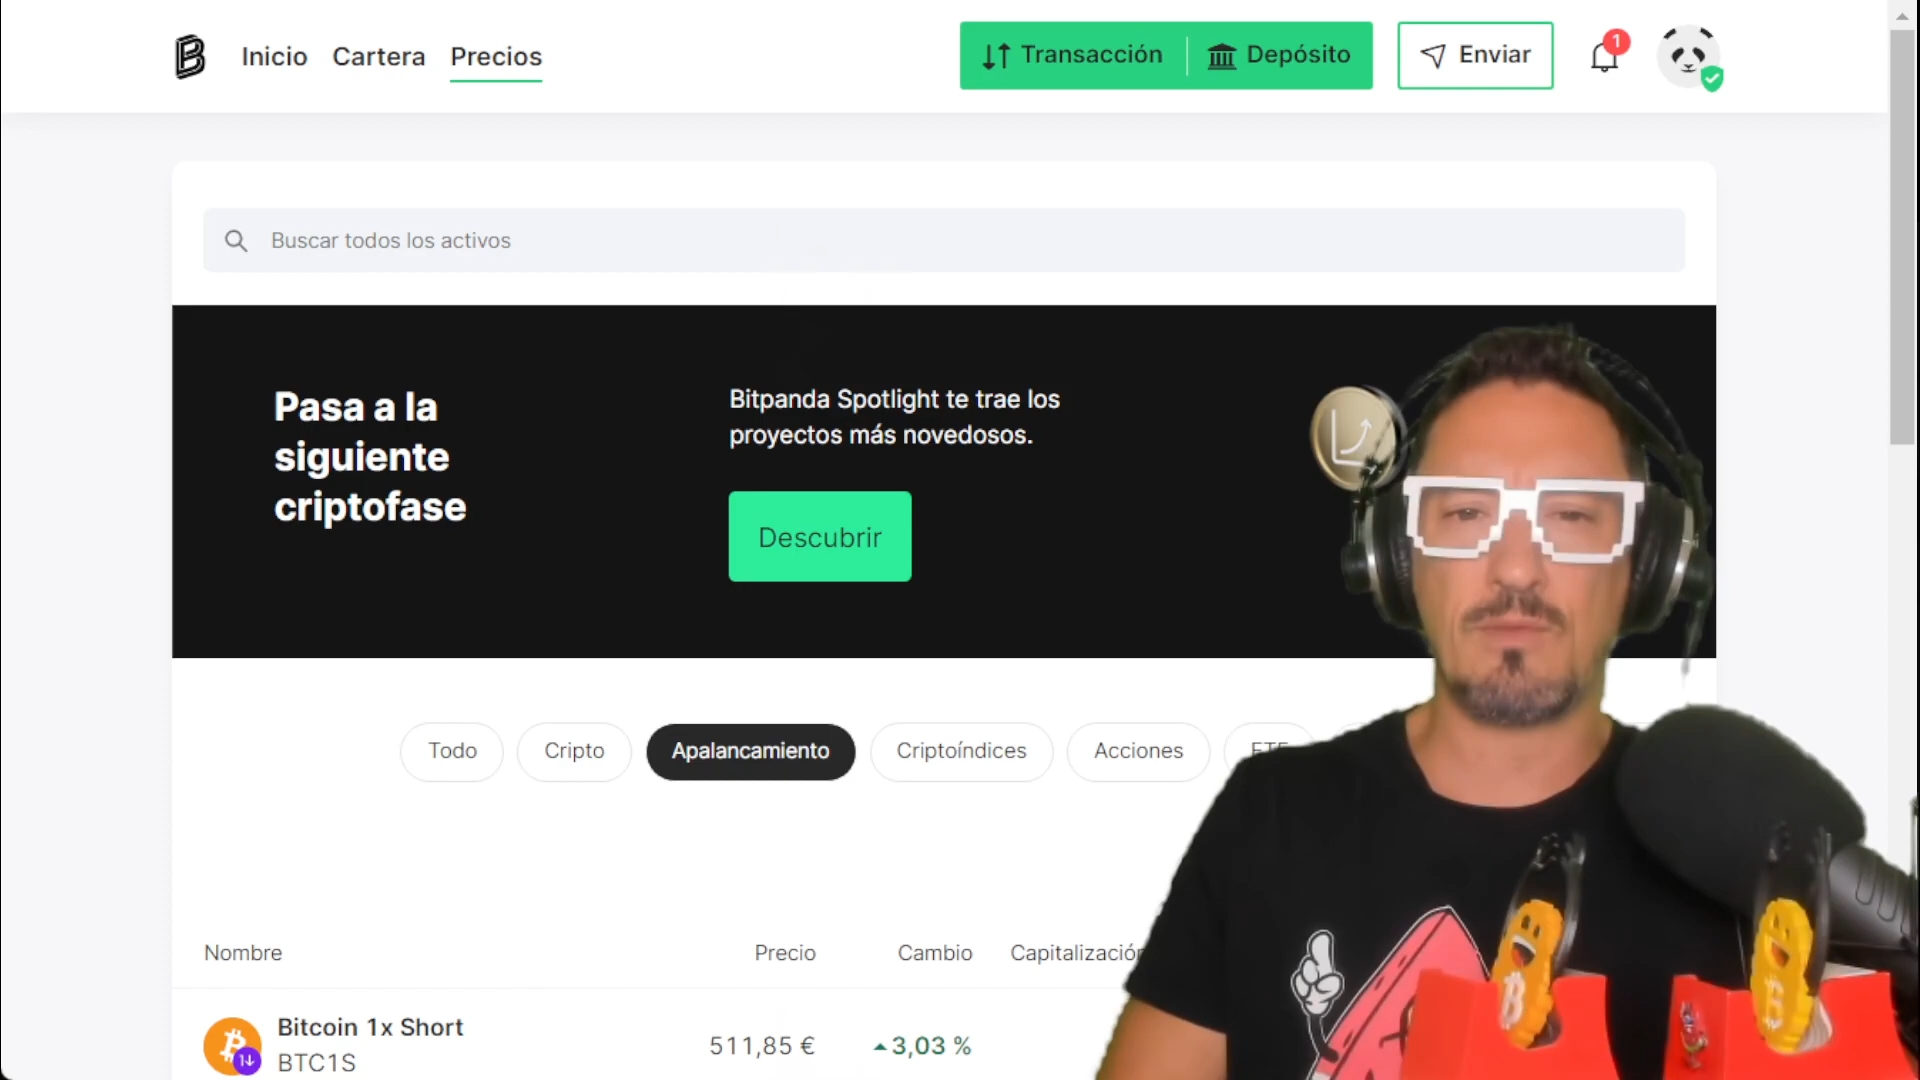 Inicio Cartera Precios Transacción Depósito Enviar 1
Buscar todos los activos
Pasa a la
siguiente
criptofase
Bitpanda Spotlight te trae los
proyectos más novedosos.
Descubrir
Todo Cripto Apalancamiento Criptoíndices Acciones ETF
Nombre Precio Cambio Capitalización
Bitcoin 1x Short 511,85 € 3,03 %
BTC1S